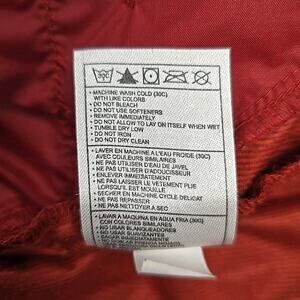 • MACHINE WASH COLD (30C)
WITH LIKE COLORS
• DO NOT BLEACH
• DO NOT USE SOFTENERS
• REMOVE IMMEDIATELY
• DO NOT ALLOW TO LAY ON ITSELF WHEN WET
• TUMBLE DRY LOW
• DO NOT IRON
• DO NOT DRY CLEAN
• LAVER EN MACHINE A L'EAU FROIDE (30C)
AVEC COULEURS SIMILAIRES
• NE PAS UTILISER D'EAU DE JAVEL
• NE PAS UTILISER D'ADOUCISSEUR
• ENLEVER IMMEDIATEMENT
• NE PAS LAISSER LE VÊTEMENT PLIE
LORSQU'IL EST MOUILLE
• SECHER EN MACHINE CYCLE DELICAT
• NE PAS REPASSER
• NE PAS NETTOYER A SEC
• LAVAR A MAQUINA EN AGUA FRIA (30C)
CON COLORES SIMILARES
• NO USAR BLANQUEADORES
• NO USAR SUAVIZANTES